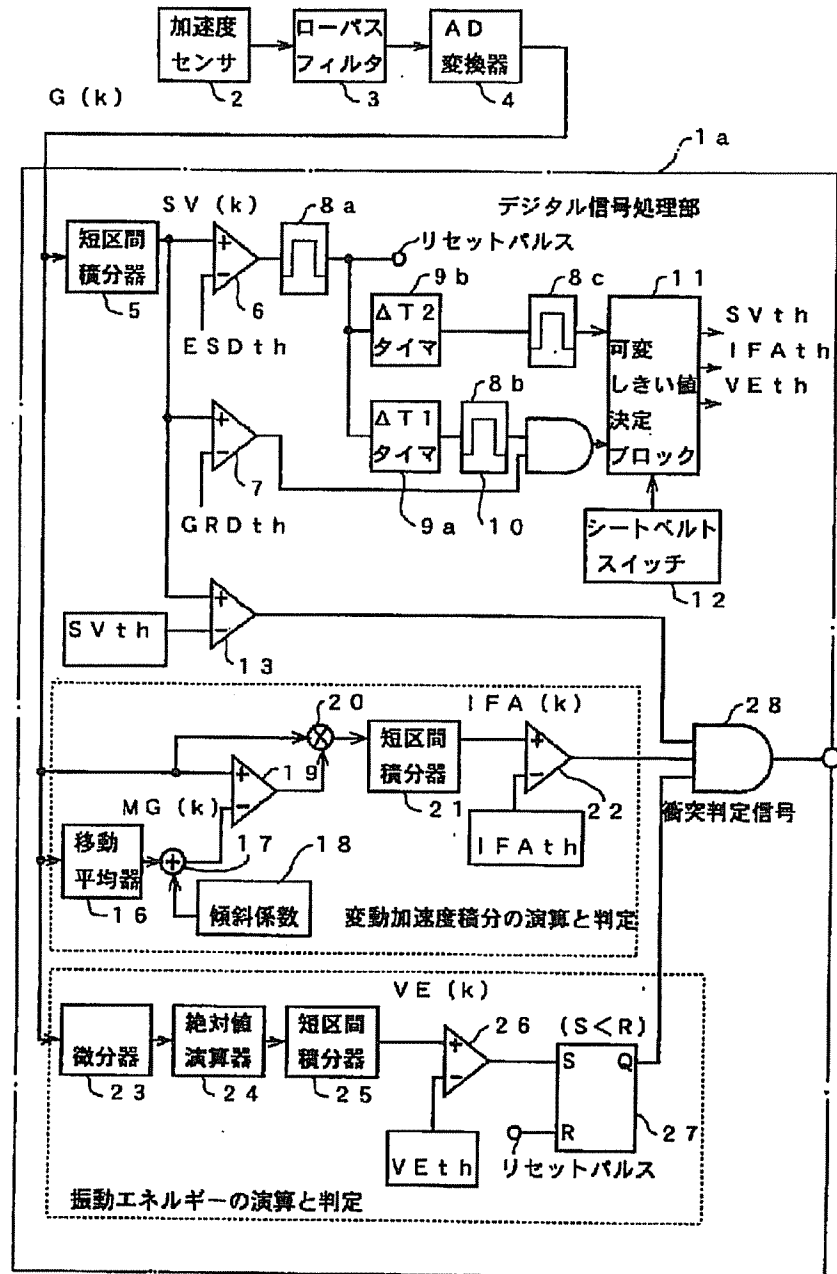 加速度
センサ
2
ローパス
フィルタ
3
AD
変換器
4
G(k)
1a
SV(k)
8a
デジタル信号処理部
短区間
積分器
5
+
−
6
ESDth
リセットパルス
9b
ΔT2
タイマ
8c
11
可変
しきい値
決定
ブロック
SVth
IFAth
VEth
+
−
7
GRDth
ΔT1
タイマ
9a
8b
10
シートベルト
スイッチ
12
SVth
+
−
13
20
IFA(k)
28
短区間
積分器
21
+
−
22
IFAth
衝突判定信号
MG(k)
+
−
19
移動
平均器
16
+
17
18
傾斜係数
変動加速度積分の演算と判定
VE(k)
微分器
23
絶対値
演算器
24
短区間
積分器
25
+
−
26
VEth
(S<R)
S Q
R
27
リセットパルス
振動エネルギーの演算と判定